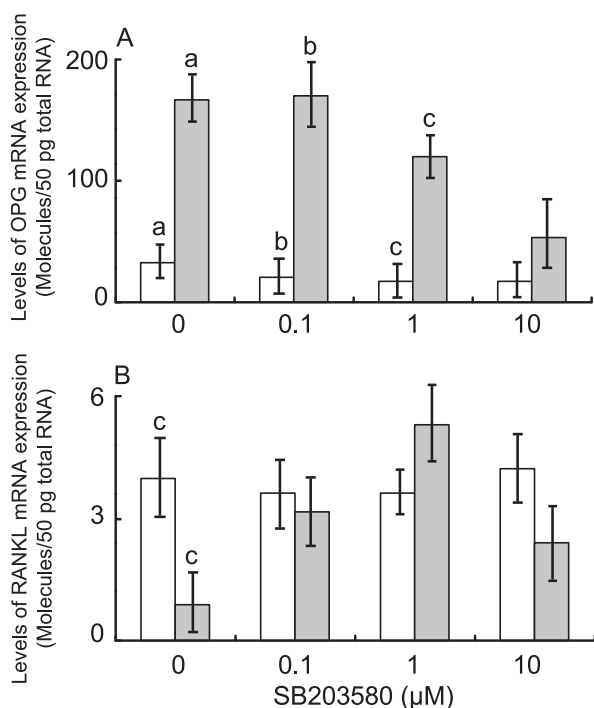 A
Levels of OPG mRNA expression
(Molecules/50 pg total RNA)
200
100
0
a
a
b
b
c
c
0
0.1
1
10
B
Levels of RANKL mRNA expression
(Molecules/50 pg total RNA)
6
3
0
c
c
0
0.1
1
10
SB203580 (µM)